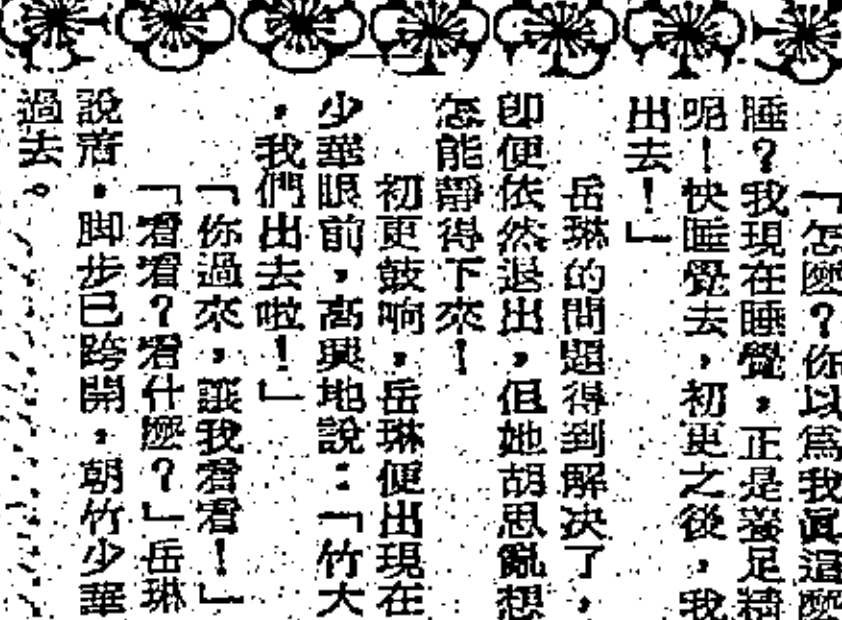 「怎麼？你以爲我眞這麼
睡？我現在睡覺，正是養足精
呢！快睡覺去，初更之後，我
出去！」
岳琳的問題得到解決了，
卽便依然退出，但她胡思亂想
怎能靜得下來！
初更鼓响，岳琳便出現在
少華眼前，高興地說：「竹大
，我們出去啦！」
「你過來，讓我看看！」
「看看？看什麼？」岳琳
說着，脚步已跨開，朝竹少華
過去。